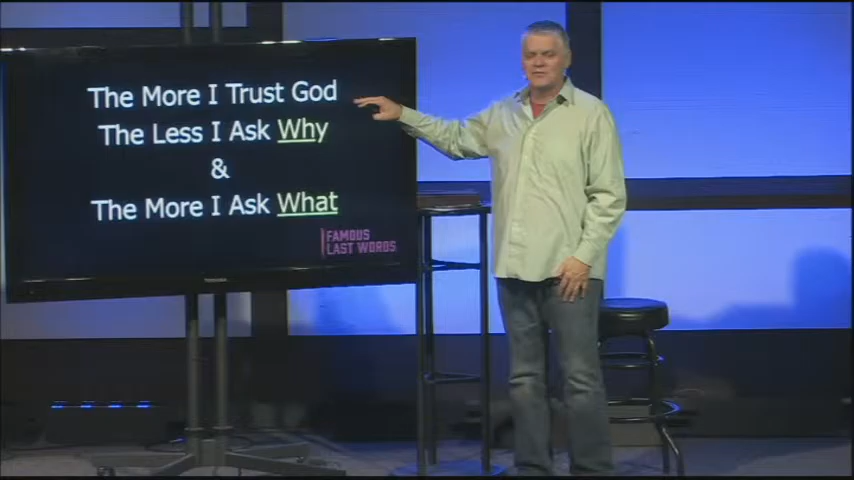 The More I Trust God
The Less I Ask Why
&
The More I Ask What
FAMOUS
LAST WORDS